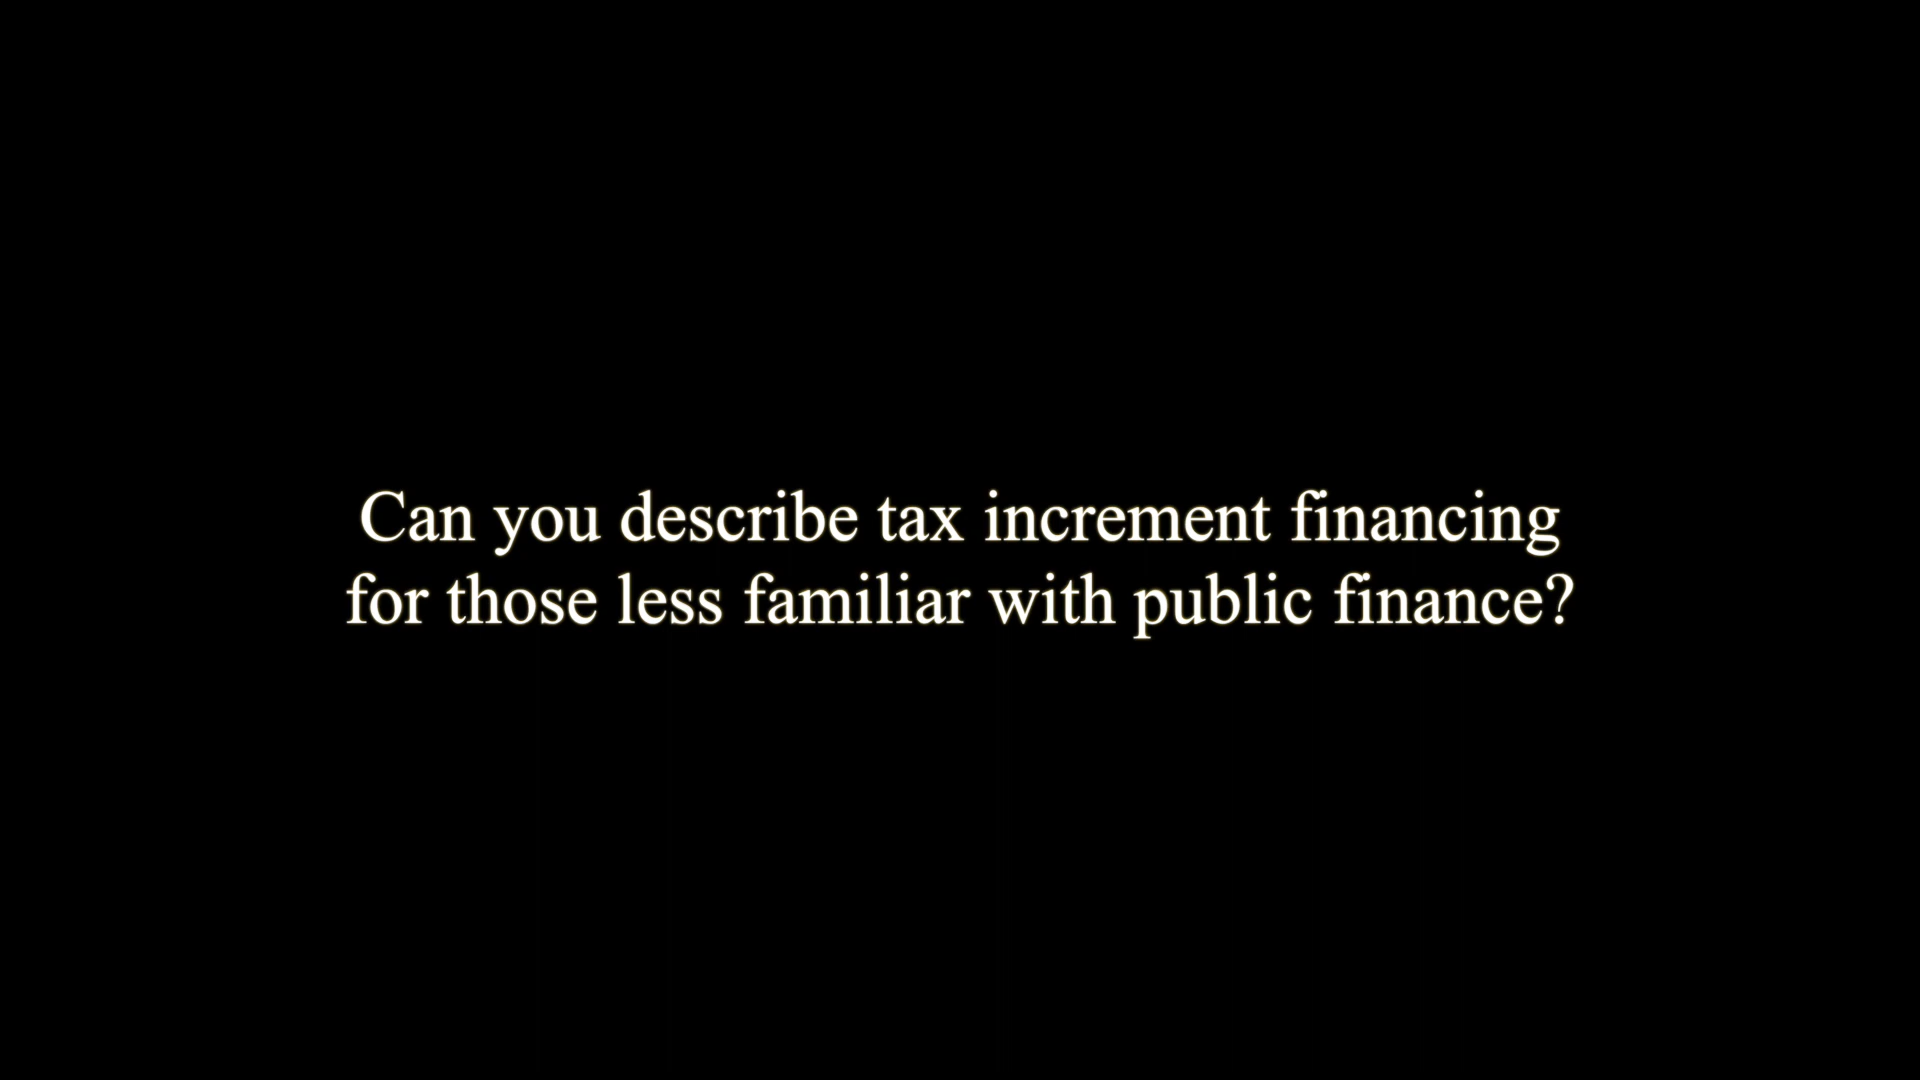 Can you describe tax increment financing
for those less familiar with public finance?